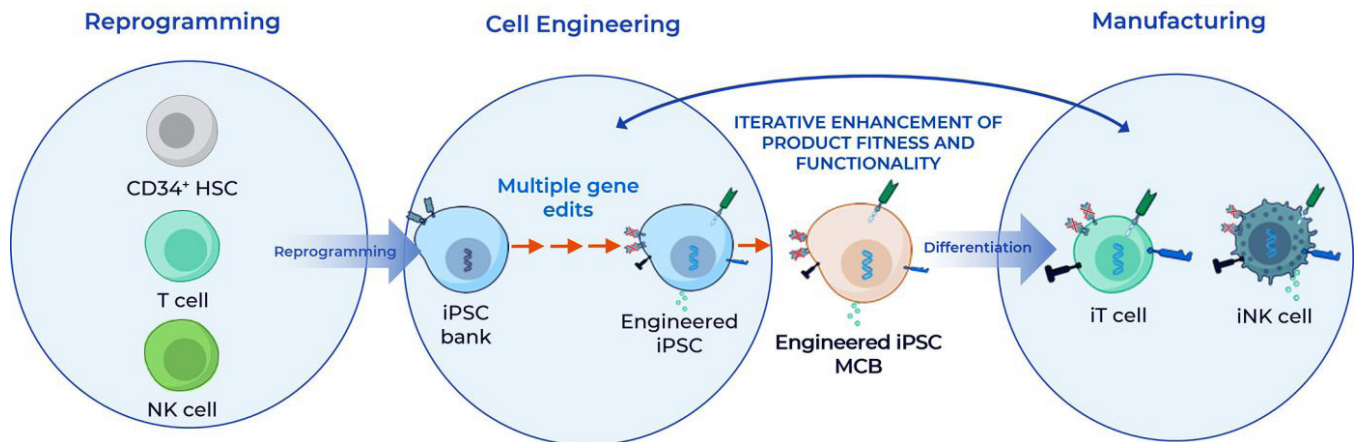 Reprogramming
Cell Engineering
Manufacturing
CD34⁺ HSC
T cell
NK cell
Reprogramming
iPSC
bank
Multiple gene
edits
Engineered
iPSC
ITERATIVE ENHANCEMENT OF
PRODUCT FITNESS AND
FUNCTIONALITY
Engineered iPSC
MCB
Differentiation
iT cell
iNK cell